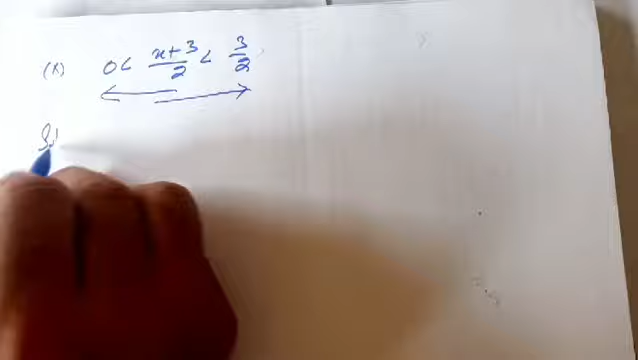 (x) 0 < x+3/2 < 3/2